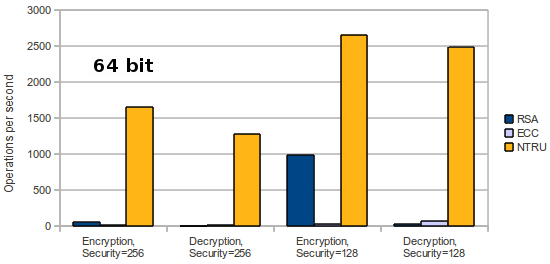 3000
2500
2000
1500
1000
500
0
Operations per second
64 bit
RSA
ECC
NTRU
Encryption,
Security=256
Decryption,
Security=256
Encryption,
Security=128
Decryption,
Security=128